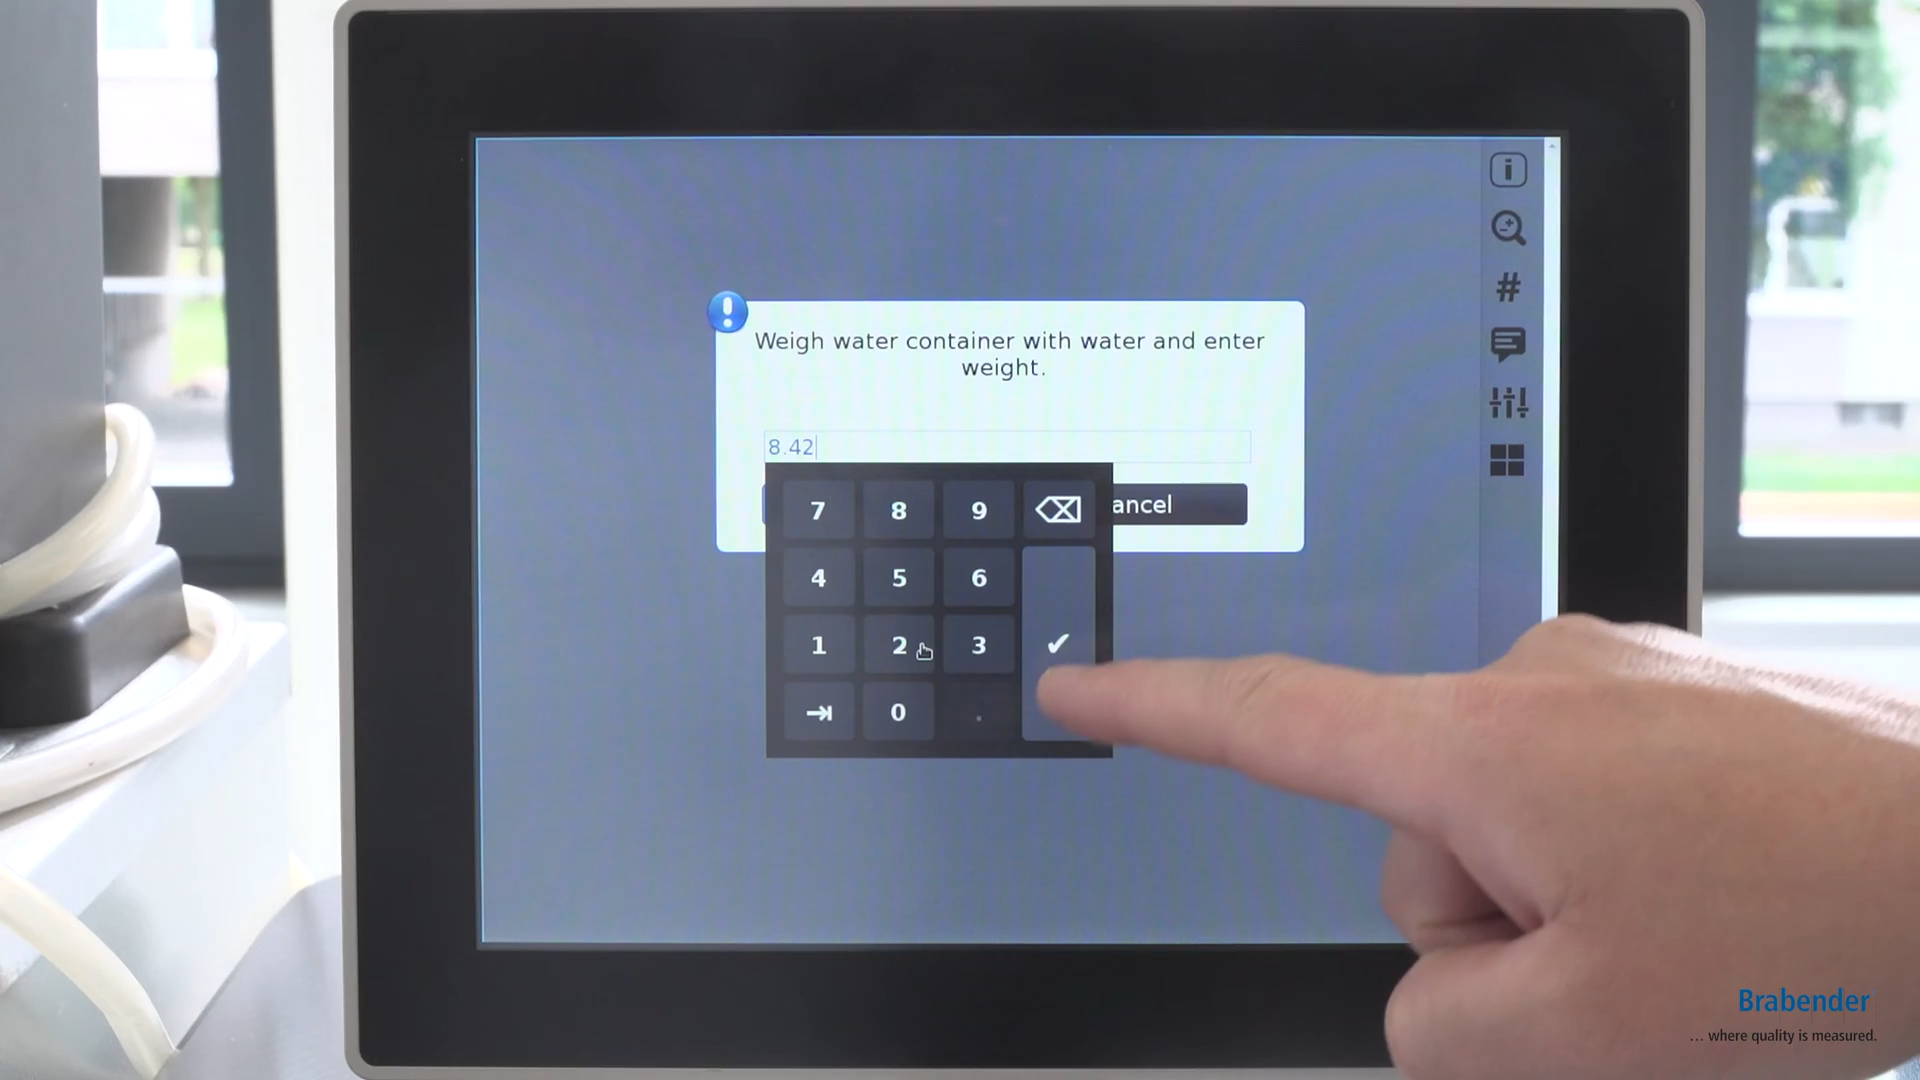 Weigh water container with water and enter
weight.
8.42
ancel
7 8 9
4 5 6
1 2 3
0 .
#
Brabender
... where quality is measured.